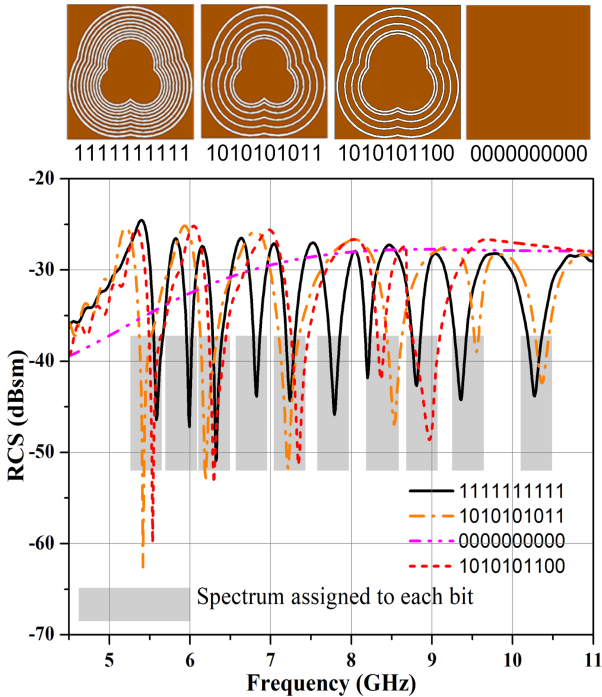 11111111111 1010101011 1010101100 0000000000
-20
-30
-40
-50
-60
-70
RCS (dBsm)
1111111111
1010101011
0000000000
1010101100
Spectrum assigned to each bit
5 6 7 8 9 10 11
Frequency (GHz)